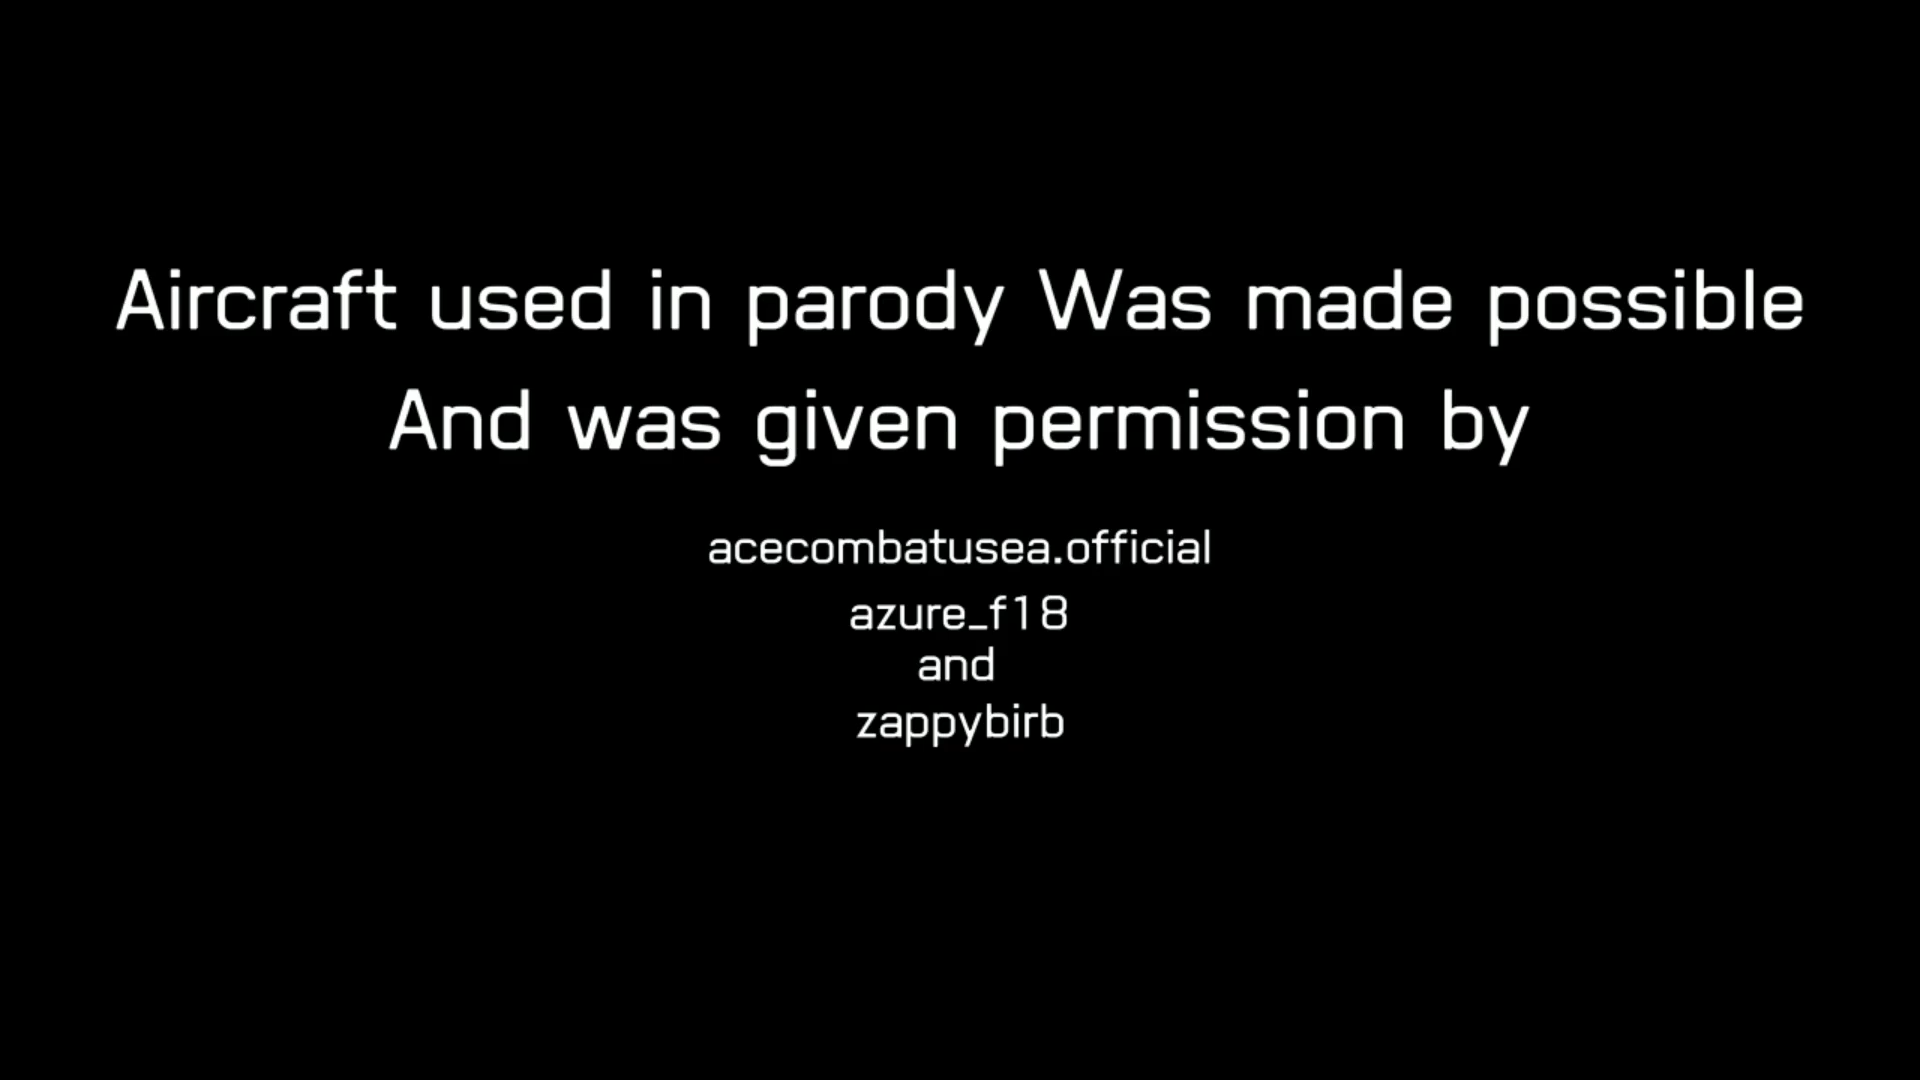 Aircraft used in parody Was made possible
And was given permission by
acecombatusea.official
azure_f18
and
zappybirb